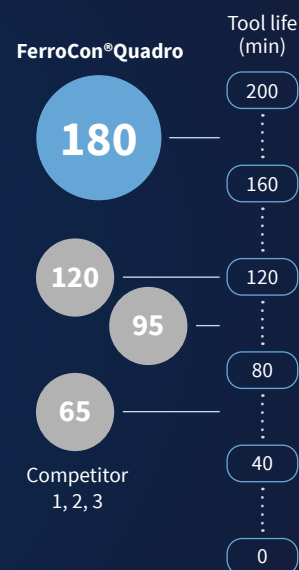 Tool life
(min)
FerroCon®Quadro
200
180
160
120
120
95
80
65
40
Competitor
1, 2, 3
0